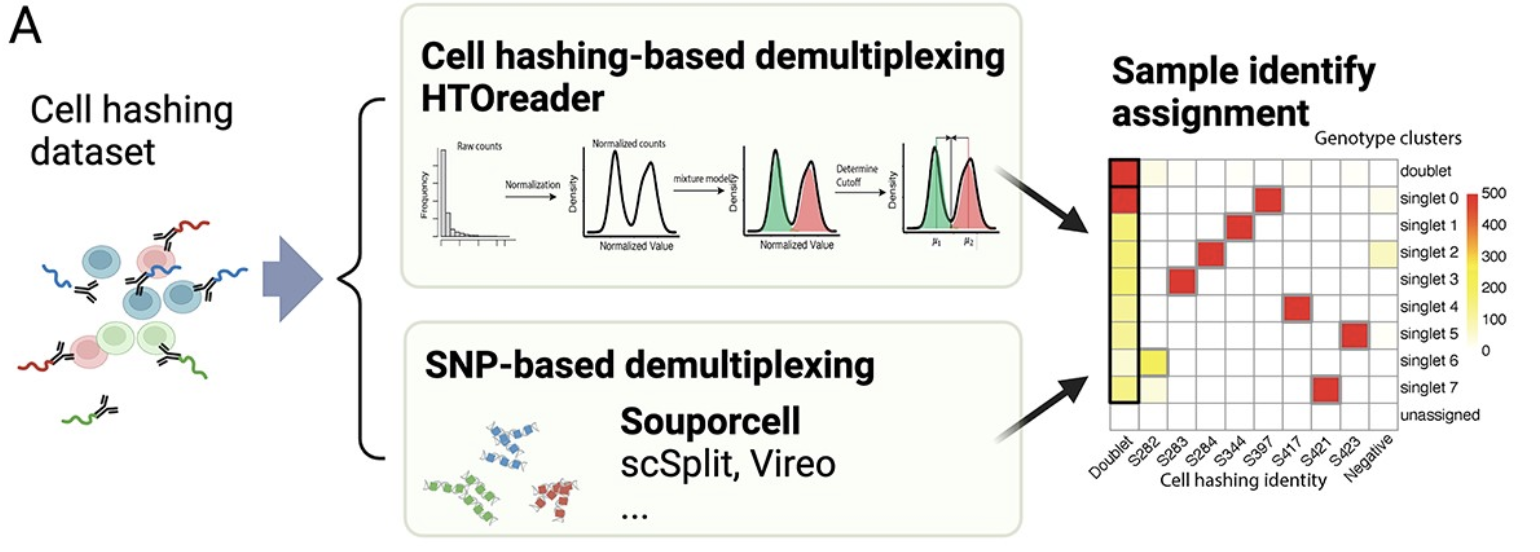 A
Cell hashing
dataset
Cell hashing-based demultiplexing
HTOreader
Raw counts
Frequency
Normalization
Normalized counts
Density
Normalized Value
mixture model
Density
Normalized Value
Determine
Cutoff
Density
μ1
μ2
SNP-based demultiplexing
Souporcell
scSplit, Vireo
...
Sample identify
assignment
Genotype clusters
doublet
singlet 0
singlet 1
singlet 2
singlet 3
singlet 4
singlet 5
singlet 6
singlet 7
unassigned
500
400
300
200
100
0
Doublet
S282
S283
S284
S344
S397
S417
S421
S423
Negative
Cell hashing identity